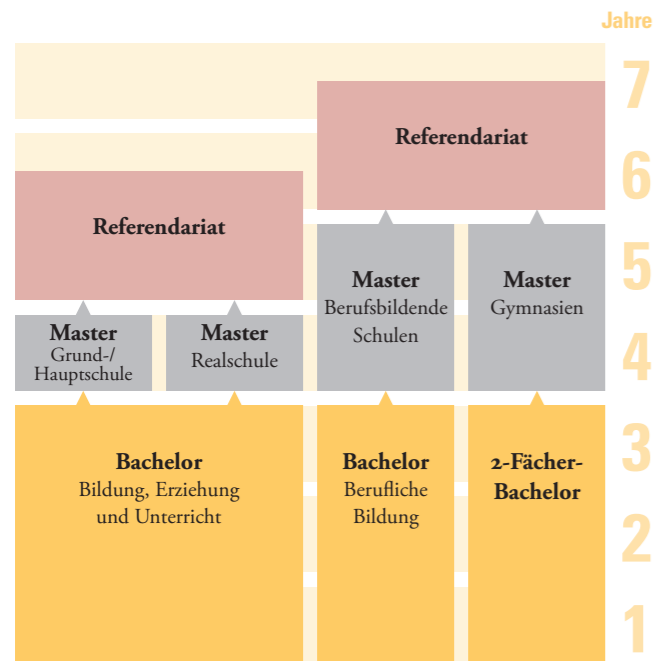 Jahre
7
Referendariat
6
Referendariat
5
Master
Berufsbildende
Schulen
Master
Gymnasien
Master
Grund-/
Hauptschule
Master
Realschule
4
3
Bachelor
Bildung, Erziehung
und Unterricht
Bachelor
Berufliche
Bildung
2-Fächer-
Bachelor
2
1